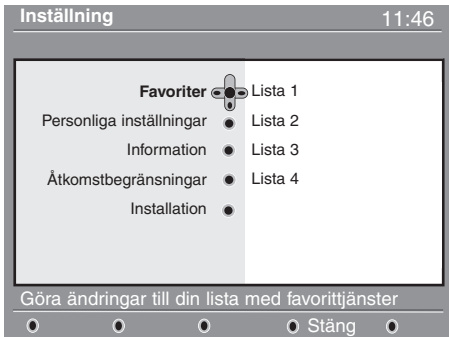 Inställning 11:46
Favoriter Lista 1
Personliga inställningar Lista 2
Information Lista 3
Åtkomstbegränsningar Lista 4
Installation
Göra ändringar till din lista med favorittjänster
Stäng